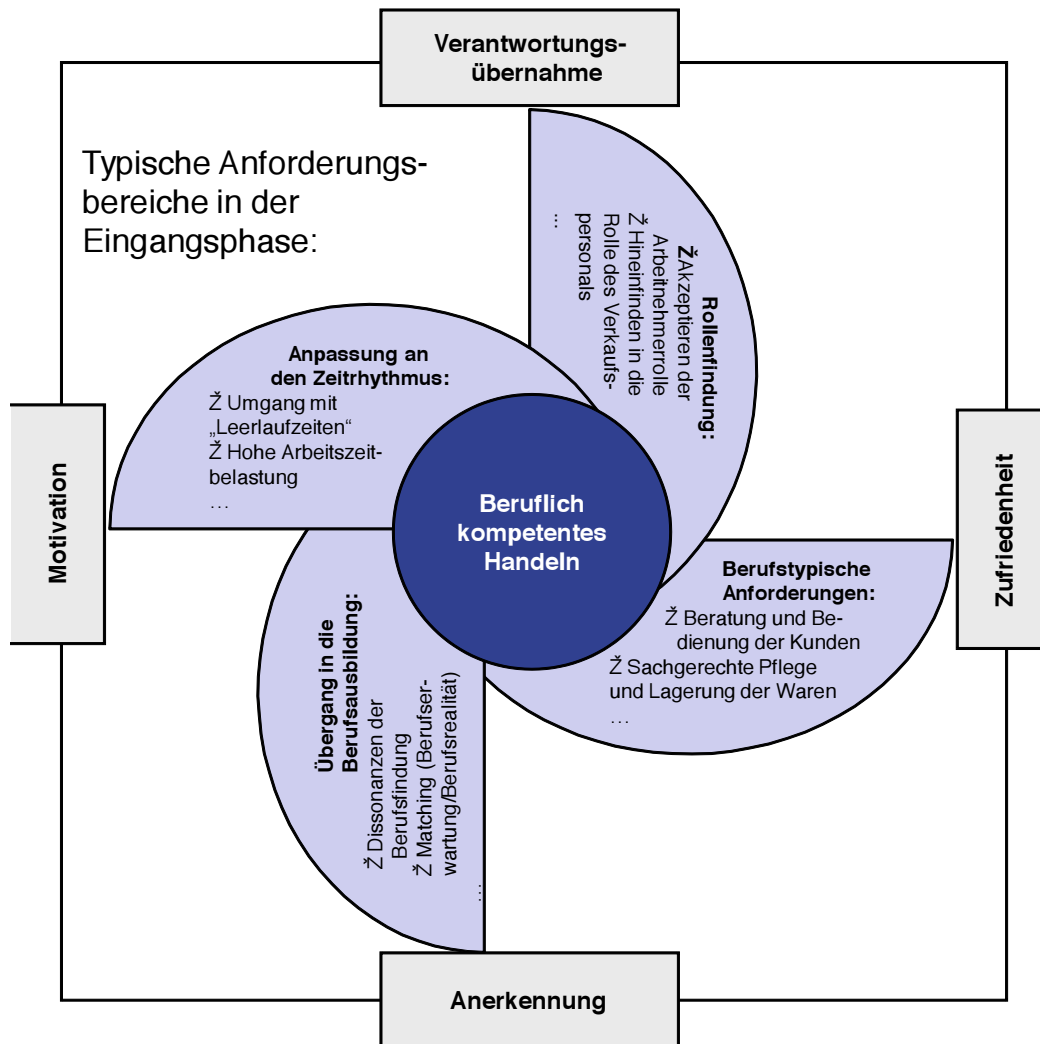 Verantwortungs-
übernahme
Typische Anforderungs-
bereiche in der
Eingangsphase:
Rollenfindung:
Ž Akzeptieren der
Arbeitnehmerrolle
Ž Hineinfinden in die
Rolle des Verkaufs-
personals
...
Anpassung an
den Zeitrhythmus:
Ž Umgang mit
„Leerlaufzeiten“
Ž Hohe Arbeitszeit-
belastung
...
Motivation
Beruflich
kompetentes
Handeln
Zufriedenheit
Berufstypische
Anforderungen:
Ž Beratung und Be-
dienung der Kunden
Ž Sachgerechte Pflege
und Lagerung der Waren
...
Übergang in die
Berufsausbildung:
Ž Dissonanzen der
Berufsfindung
Ž Matching (Berufser-
wartung/Berufsrealität)
...
Anerkennung